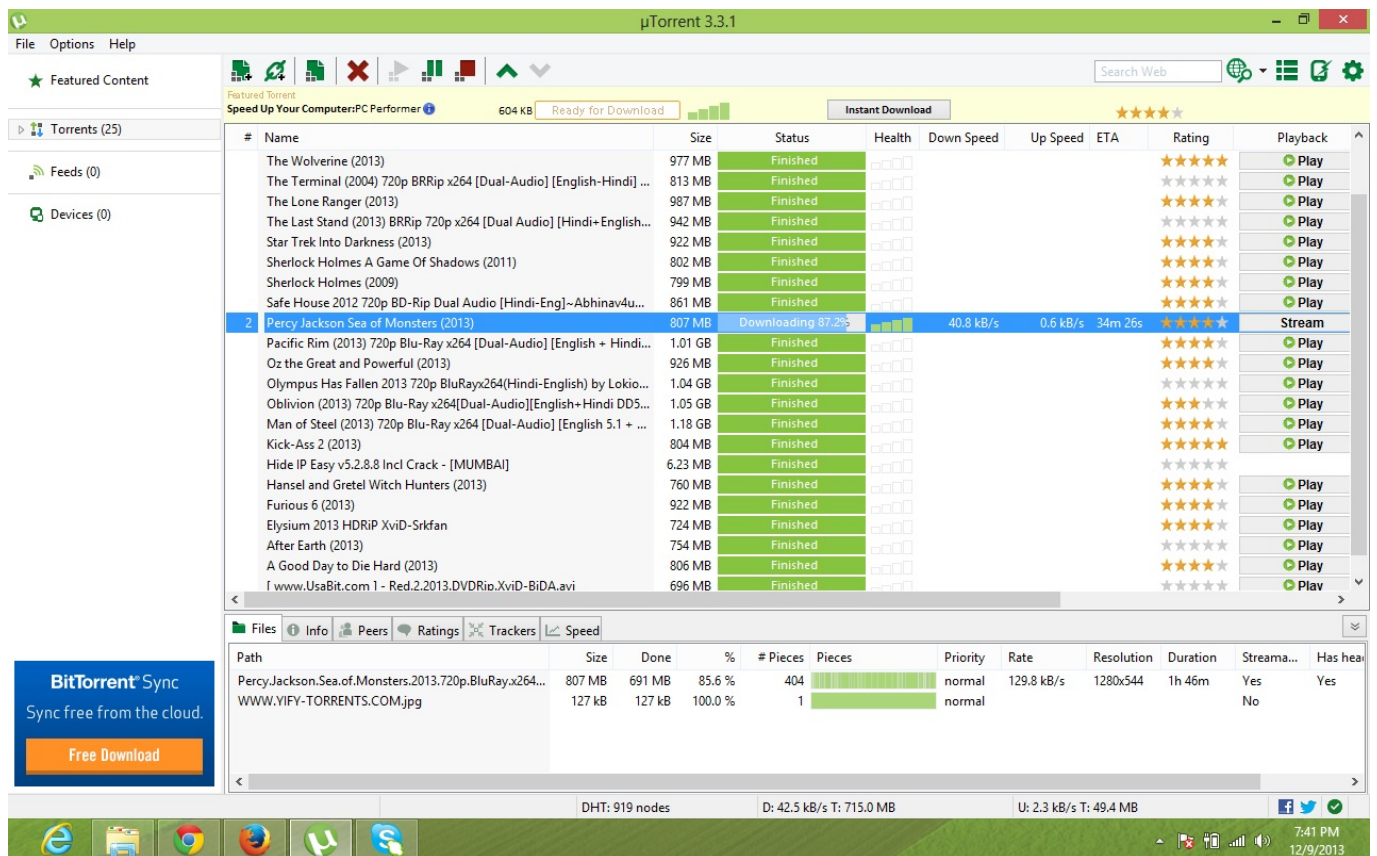 µTorrent 3.3.1
File Options Help
Featured Content
Torrents (25)
Feeds (0)
Devices (0)
Search Web
Featured Torrent
Speed Up Your Computer:PC Performer 604 KB Ready for Download Instant Download
# Name Size Status Health Down Speed Up Speed ETA Rating Playback
The Wolverine (2013) 977 MB Finished Play
The Terminal (2004) 720p BRRip x264 [Dual-Audio] [English-Hindi] ... 813 MB Finished Play
The Lone Ranger (2013) 987 MB Finished Play
The Last Stand (2013) BRRip 720p x264 [Dual Audio] [Hindi+English... 942 MB Finished Play
Star Trek Into Darkness (2013) 922 MB Finished Play
Sherlock Holmes A Game Of Shadows (2011) 802 MB Finished Play
Sherlock Holmes (2009) 799 MB Finished Play
Safe House 2012 720p BD-Rip Dual Audio [Hindi-Eng]~Abhinav4u... 861 MB Finished Play
2 Percy Jackson Sea of Monsters (2013) 807 MB Downloading 87.2% 40.8 kB/s 0.6 kB/s 34m 26s Stream
Pacific Rim (2013) 720p Blu-Ray x264 [Dual-Audio] [English + Hindi... 1.01 GB Finished Play
Oz the Great and Powerful (2013) 926 MB Finished Play
Olympus Has Fallen 2013 720p BluRayx264(Hindi-English) by Lokio... 1.04 GB Finished Play
Oblivion (2013) 720p Blu-Ray x264[Dual-Audio][English+Hindi DD5... 1.05 GB Finished Play
Man of Steel (2013) 720p Blu-Ray x264 [Dual-Audio] [English 5.1 + ... 1.18 GB Finished Play
Kick-Ass 2 (2013) 804 MB Finished Play
Hide IP Easy v5.2.8.8 Incl Crack - [MUMBAI] 6.23 MB Finished
Hansel and Gretel Witch Hunters (2013) 760 MB Finished Play
Furious 6 (2013) 922 MB Finished Play
Elysium 2013 HDRiP XviD-Srkfan 724 MB Finished Play
After Earth (2013) 754 MB Finished Play
A Good Day to Die Hard (2013) 806 MB Finished Play
[ www.UsaBit.com ] - Red.2.2013.DVDRip.XviD-BiDA.avi 696 MB Finished Play
Files Info Peers Ratings Trackers Speed
Path Size Done % # Pieces Pieces Priority Rate Resolution Duration Streama... Has hea
Percy.Jackson.Sea.of.Monsters.2013.720p.BluRay.x264... 807 MB 691 MB 85.6 % 404 normal 129.8 kB/s 1280x544 1h 46m Yes Yes
WWW.YIFY-TORRENTS.COM.jpg 127 kB 127 kB 100.0 % 1 normal No
BitTorrent Sync
Sync free from the cloud.
Free Download
DHT: 919 nodes D: 42.5 kB/s T: 715.0 MB U: 2.3 kB/s T: 49.4 MB
7:41 PM
12/9/2013